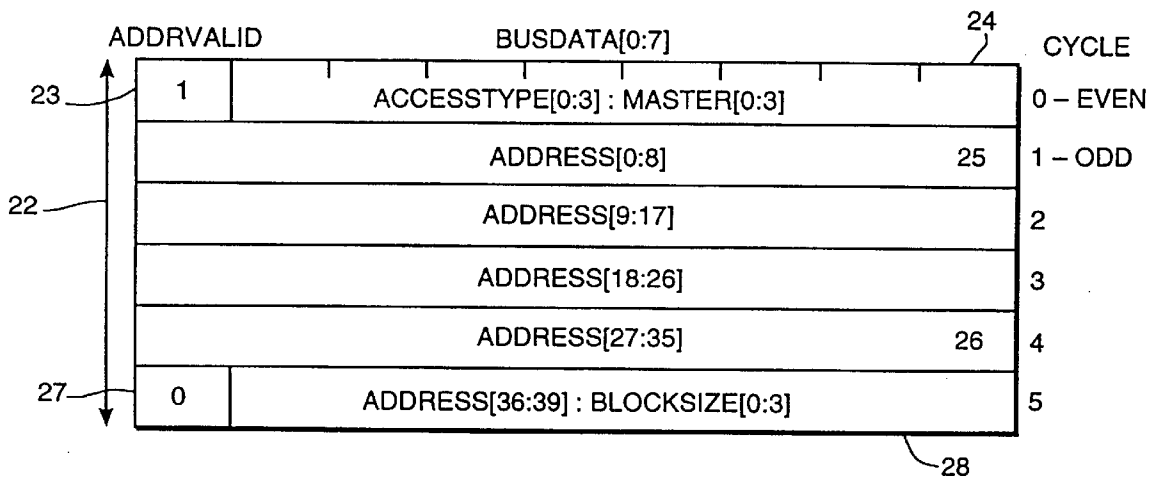 ADDRVALID BUSDATA[0:7] 24 CYCLE
23 1 ACCESSTYPE[0:3] : MASTER[0:3] 0 – EVEN
ADDRESS[0:8] 25 1 – ODD
22 ADDRESS[9:17] 2
ADDRESS[18:26] 3
ADDRESS[27:35] 26 4
27 0 ADDRESS[36:39] : BLOCKSIZE[0:3] 5
28